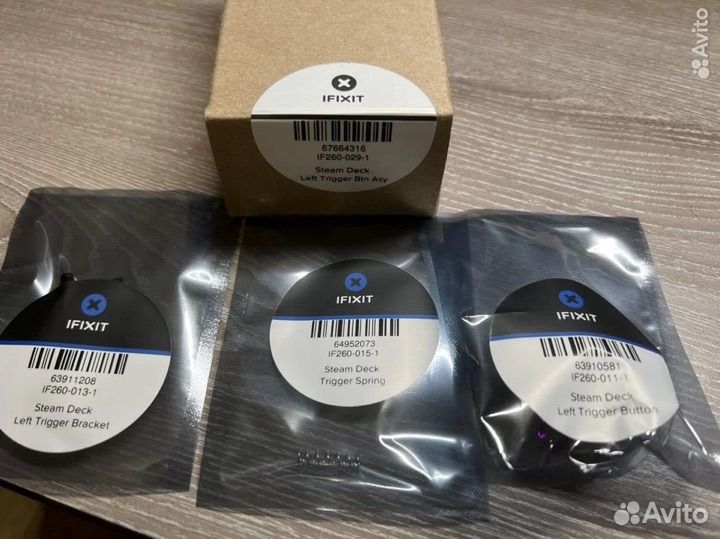 Avito
IFIXIT
67664316
IF260-029-1
Steam Deck
Left Trigger Btn Asy
IFIXIT
63911208
IF260-013-1
Steam Deck
Left Trigger Bracket
IFIXIT
64952073
IF260-015-1
Steam Deck
Trigger Spring
IFIXIT
63910581
IF260-011-1
Steam Deck
Left Trigger Button
Avito